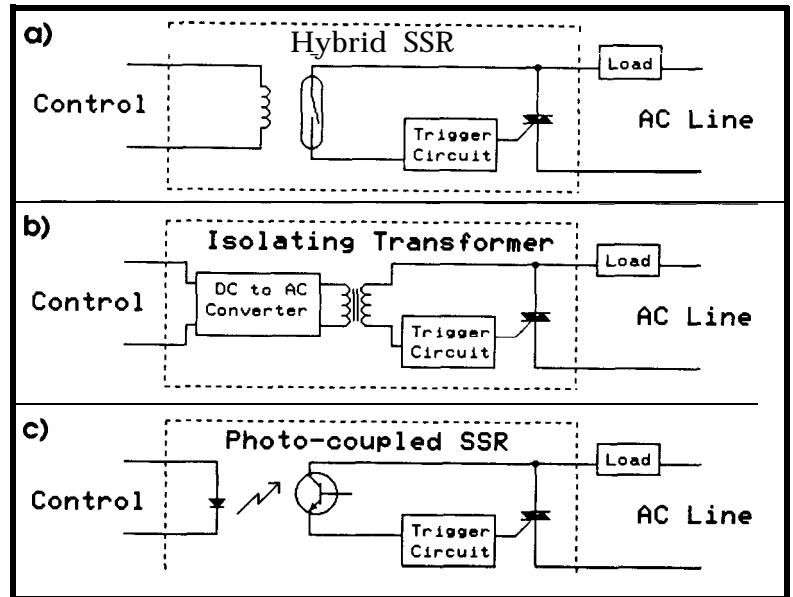 a)
Hybrid SSR
Load
Control
Trigger
Circuit
AC Line
b)
Isolating Transformer
DC to AC
Converter
Load
Control
Trigger
Circuit
AC Line
c)
Photo-coupled SSR
Load
Control
Trigger
Circuit
AC Line